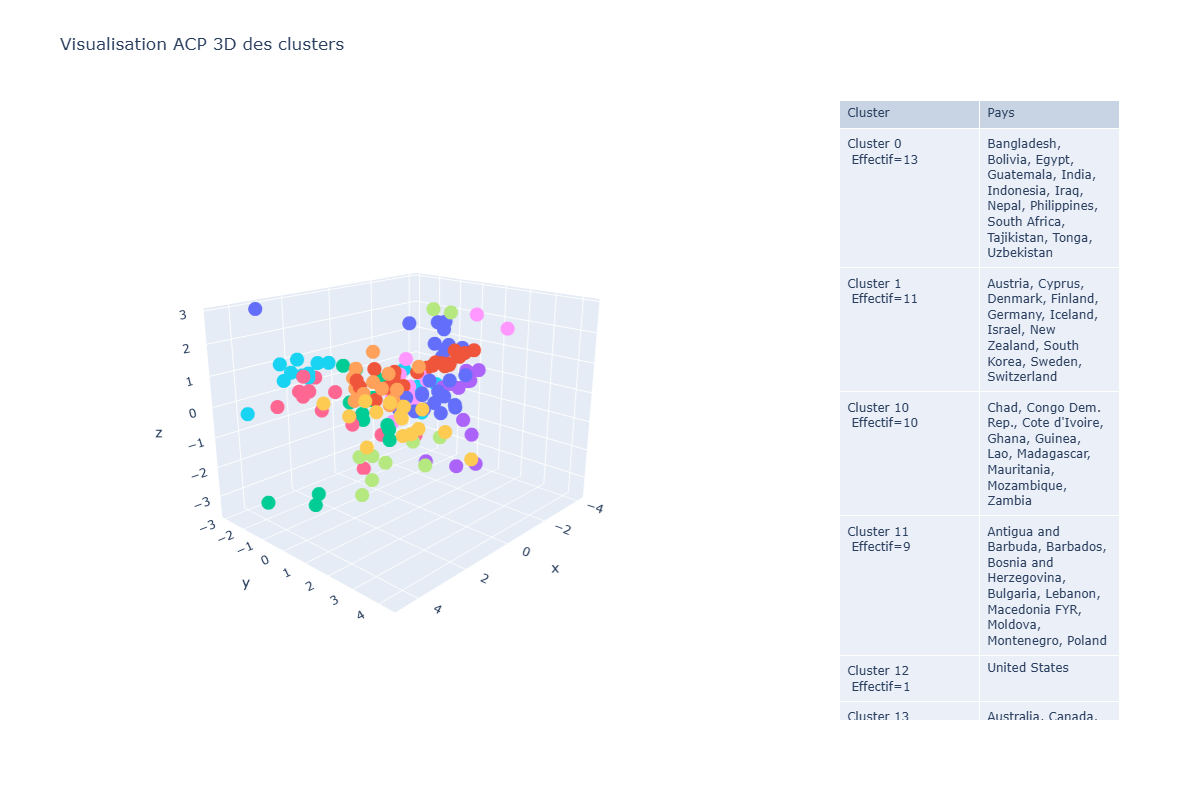 Visualisation ACP 3D des clusters
3
2
1
0
−1
−2
−3
z
−3
−2
−1
0
1
2
3
4
y
4
2
0
−2
−4
x
Cluster Pays
Cluster 0
Effectif=13
Bangladesh,
Bolivia, Egypt,
Guatemala, India,
Indonesia, Iraq,
Nepal, Philippines,
South Africa,
Tajikistan, Tonga,
Uzbekistan
Cluster 1
Effectif=11
Austria, Cyprus,
Denmark, Finland,
Germany, Iceland,
Israel, New
Zealand, South
Korea, Sweden,
Switzerland
Cluster 10
Effectif=10
Chad, Congo Dem.
Rep., Cote d'Ivoire,
Ghana, Guinea,
Lao, Madagascar,
Mauritania,
Mozambique,
Zambia
Cluster 11
Effectif=9
Antigua and
Barbuda, Barbados,
Bosnia and
Herzegovina,
Bulgaria, Lebanon,
Macedonia FYR,
Moldova,
Montenegro, Poland
Cluster 12
Effectif=1
United States
Cluster 13
Australia, Canada,